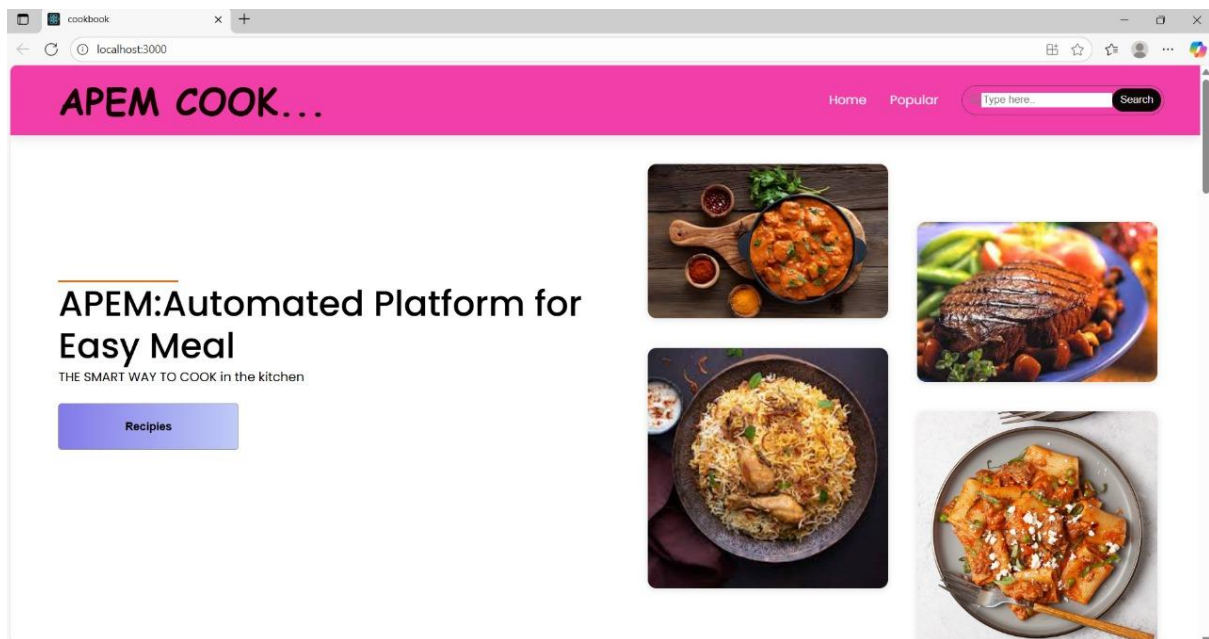 cookbook
localhost:3000
APEM COOK...
Home
Popular
Type here..
Search
APEM:Automated Platform for
Easy Meal
THE SMART WAY TO COOK in the kitchen
Recipies